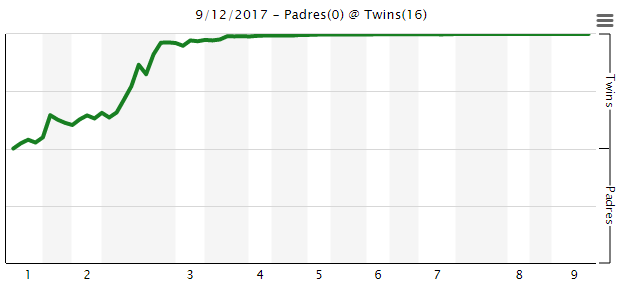 9/12/2017 - Padres(0) @ Twins(16)
Twins
Padres
1 2 3 4 5 6 7 8 9